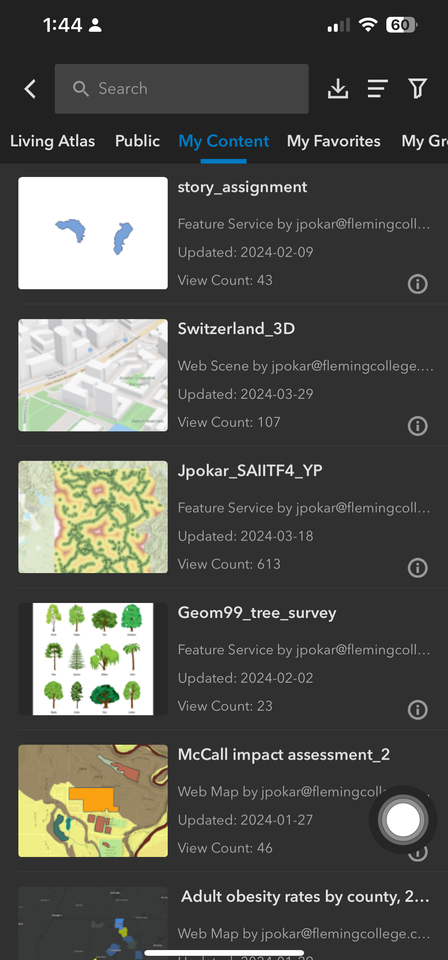 1:44
60
Search
Living Atlas Public My Content My Favorites My Gr
story_assignment
Feature Service by jpokar@flemingcoll...
Updated: 2024-02-09
View Count: 43
Switzerland_3D
Web Scene by jpokar@flemingcollege....
Updated: 2024-03-29
View Count: 107
Jpokar_SAIITF4_YP
Feature Service by jpokar@flemingcoll...
Updated: 2024-03-18
View Count: 613
Geom99_tree_survey
Feature Service by jpokar@flemingcoll...
Updated: 2024-02-02
View Count: 23
McCall impact assessment_2
Web Map by jpokar@flemingcollege.c...
Updated: 2024-01-27
View Count: 46
Adult obesity rates by county, 2...
Web Map by jpokar@flemingcollege.c...